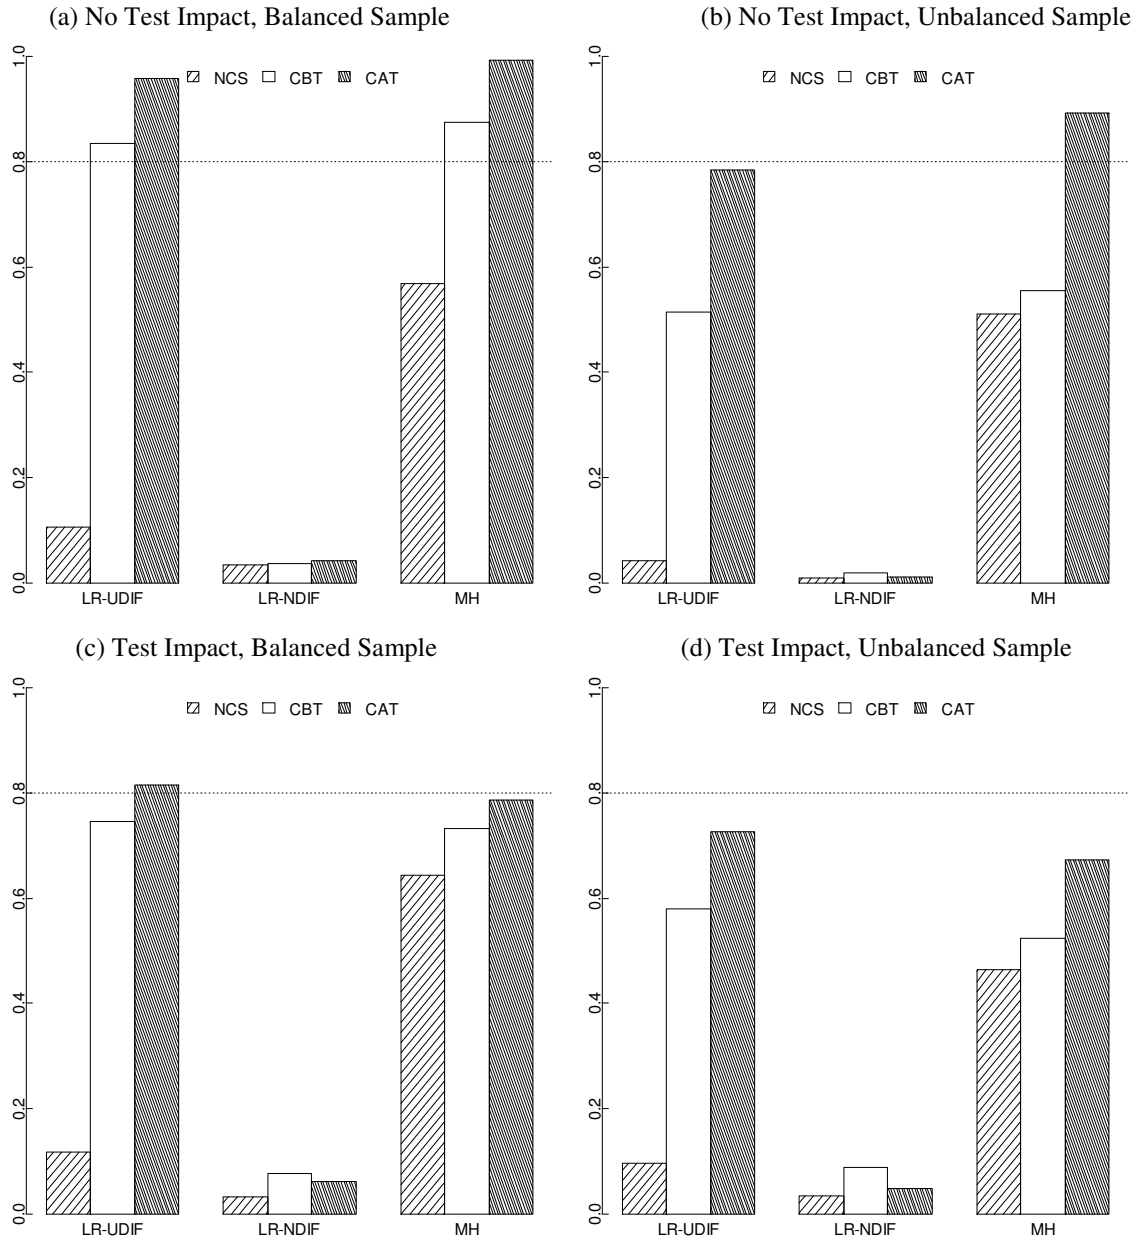 (a) No Test Impact, Balanced Sample
(b) No Test Impact, Unbalanced Sample
NCS CBT CAT
1.0
0.8
0.6
0.4
0.2
0.0
LR-UDIF LR-NDIF MH
NCS CBT CAT
1.0
0.8
0.6
0.4
0.2
0.0
LR-UDIF LR-NDIF MH
(c) Test Impact, Balanced Sample
(d) Test Impact, Unbalanced Sample
NCS CBT CAT
1.0
0.8
0.6
0.4
0.2
0.0
LR-UDIF LR-NDIF MH
NCS CBT CAT
1.0
0.8
0.6
0.4
0.2
0.0
LR-UDIF LR-NDIF MH